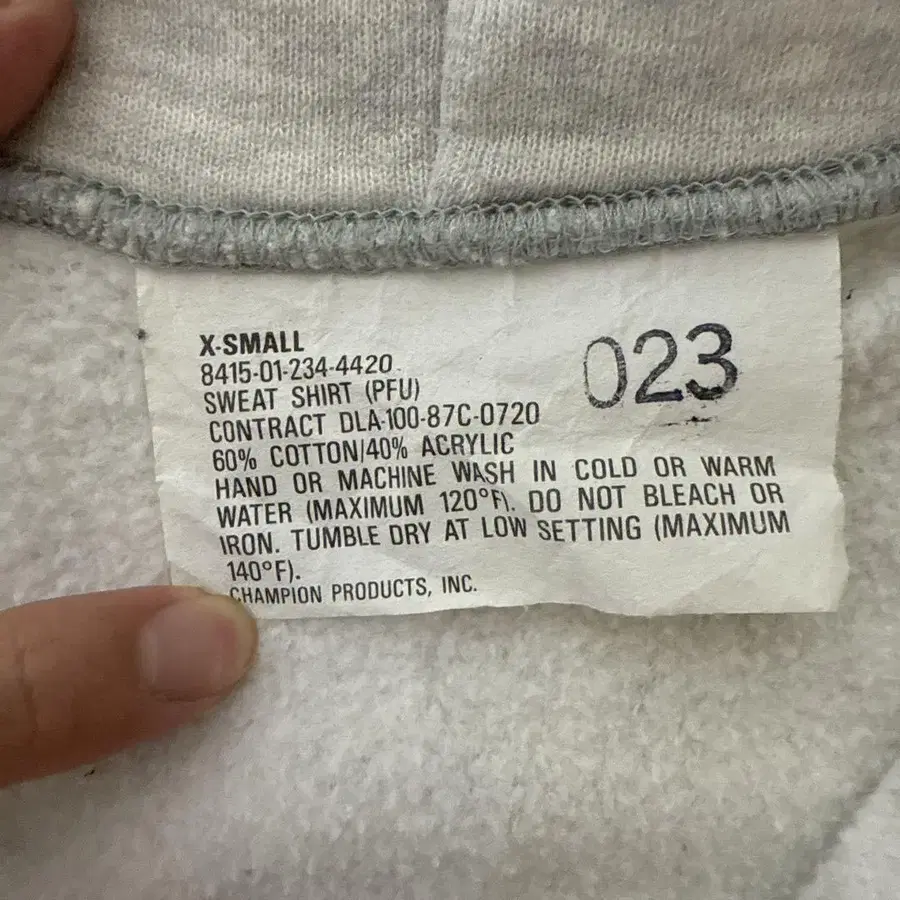 X-SMALL
8415-01-234-4420
SWEAT SHIRT (PFU)
CONTRACT DLA-100-87C-0720
60% COTTON/40% ACRYLIC
HAND OR MACHINE WASH IN COLD OR WARM
WATER (MAXIMUM 120°F). DO NOT BLEACH OR
IRON. TUMBLE DRY AT LOW SETTING (MAXIMUM
140°F).
CHAMPION PRODUCTS, INC.
023